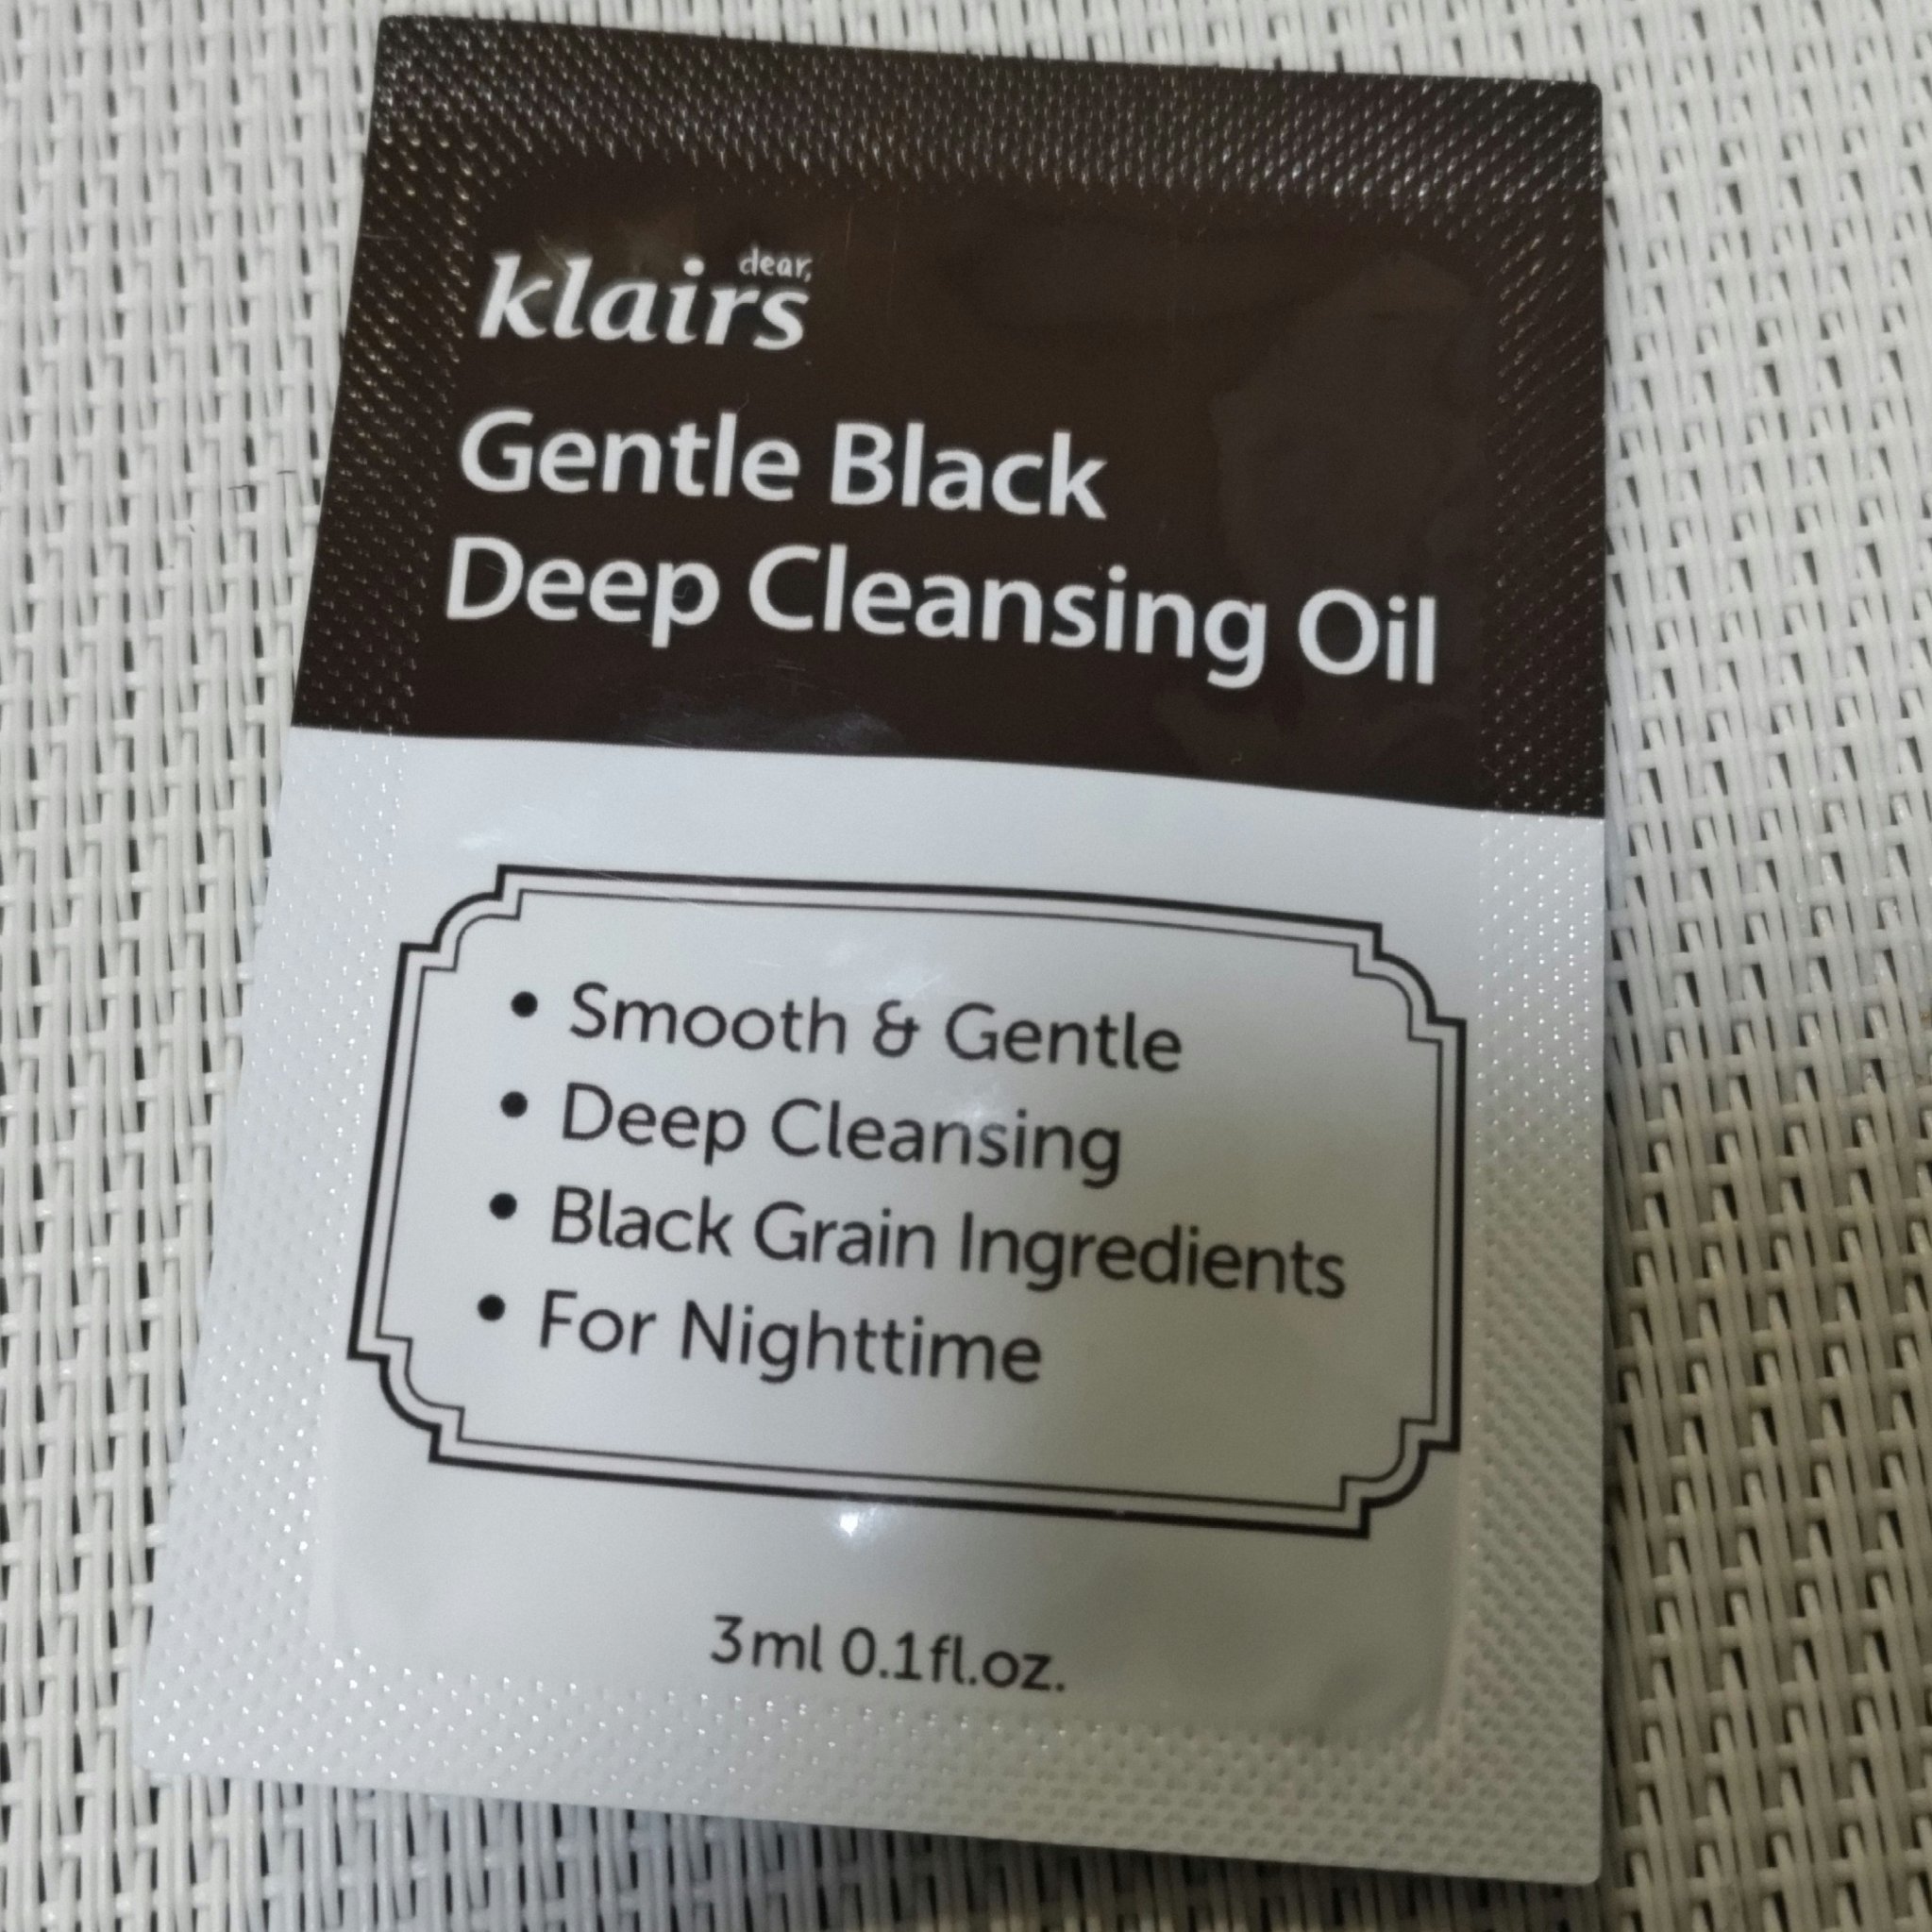 dear,
klairs
Gentle Black
Deep Cleansing Oil
• Smooth & Gentle
• Deep Cleansing
• Black Grain Ingredients
• For Nighttime
3ml 0.1fl.oz.